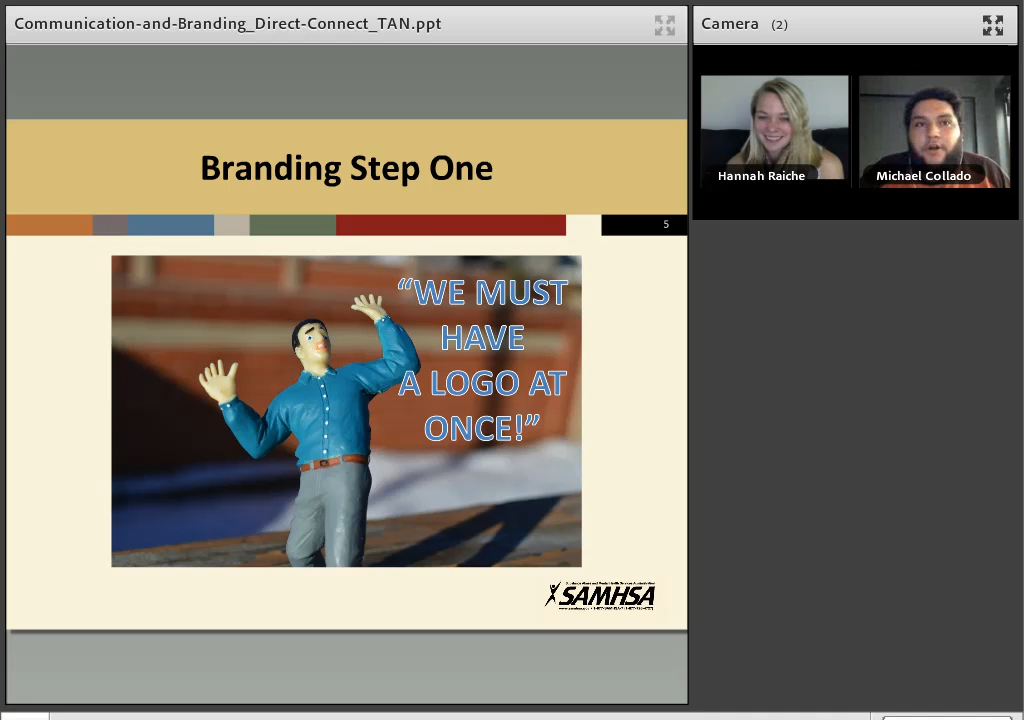 Communication-and-Branding_Direct-Connect_TAN.ppt
Camera (2)
Hannah Raiche
Michael Collado
Branding Step One
5
“WE MUST
HAVE
A LOGO AT
ONCE!”
SAMHSA